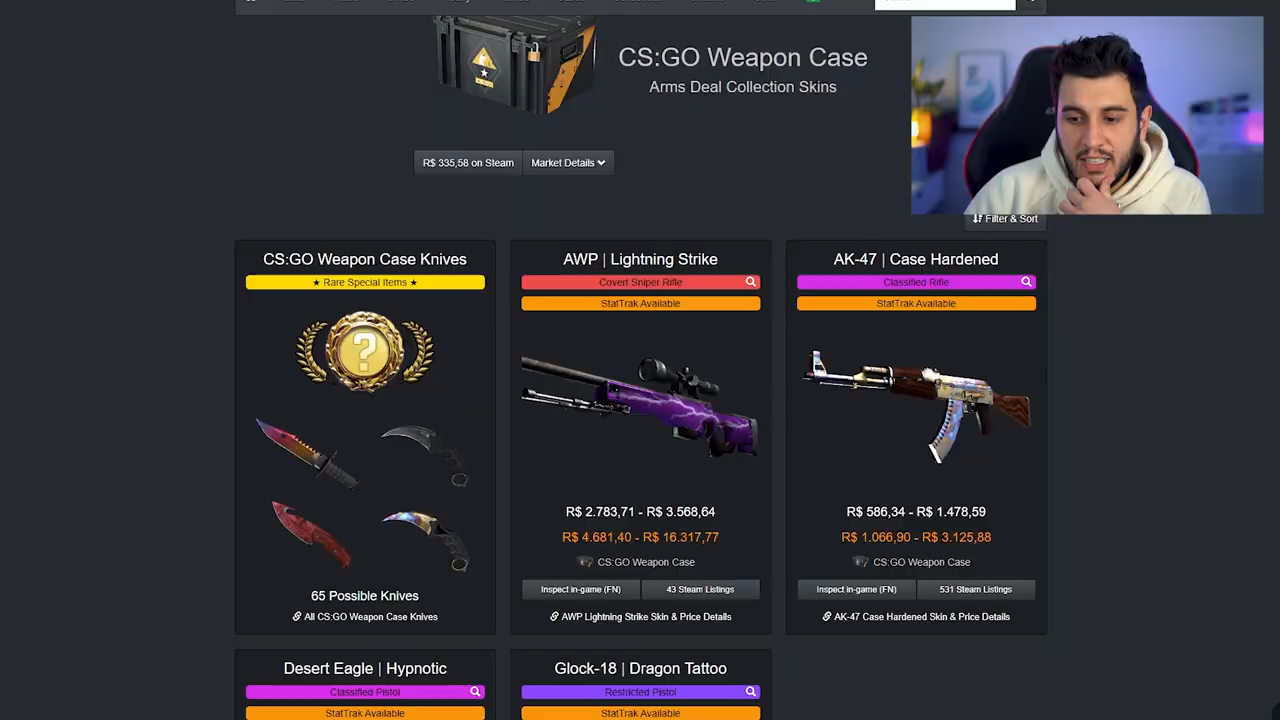 CS:GO Weapon Case
Arms Deal Collection Skins
R$ 335,58 on Steam
Market Details
Filter & Sort
CS:GO Weapon Case Knives
★ Rare Special Items ★
?
65 Possible Knives
All CS:GO Weapon Case Knives
AWP | Lightning Strike
Covert Sniper Rifle
StatTrak Available
R$ 2.783,71 - R$ 3.568,64
R$ 4.681,40 - R$ 16.317,77
CS:GO Weapon Case
Inspect in-game (FN)
43 Steam Listings
AWP Lightning Strike Skin & Price Details
AK-47 | Case Hardened
Classified Rifle
StatTrak Available
R$ 586,34 - R$ 1.478,59
R$ 1.066,90 - R$ 3.125,88
CS:GO Weapon Case
Inspect in-game (FN)
531 Steam Listings
AK-47 Case Hardened Skin & Price Details
Desert Eagle | Hypnotic
Classified Pistol
StatTrak Available
Glock-18 | Dragon Tattoo
Restricted Pistol
StatTrak Available